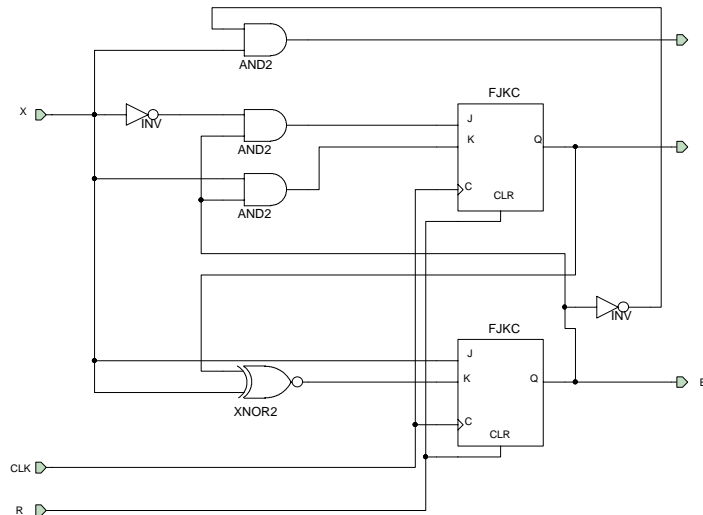 AND2
X
INV
AND2
AND2
FJKC
J
K
Q
C
CLR
INV
FJKC
J
K
Q
C
CLR
XNOR2
CLK
R